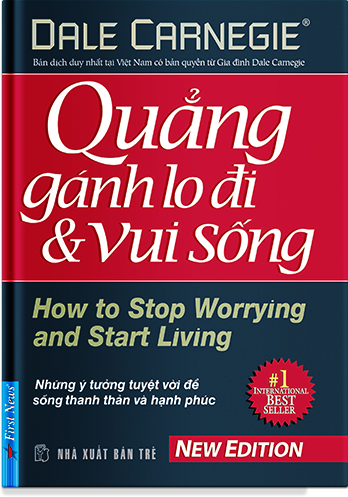 DALE CARNEGIE®
Bản dịch duy nhất tại Việt Nam có bản quyền từ Gia đình Dale Carnegie
Quẳng
gánh lo đi
& vui sống
How to Stop Worrying
and Start Living
Những ý tưởng tuyệt vời để
sống thanh thản và hạnh phúc
#1
INTERNATIONAL
BEST
SELLER
First News
NHÀ XUẤT BẢN TRẺ
NEW EDITION